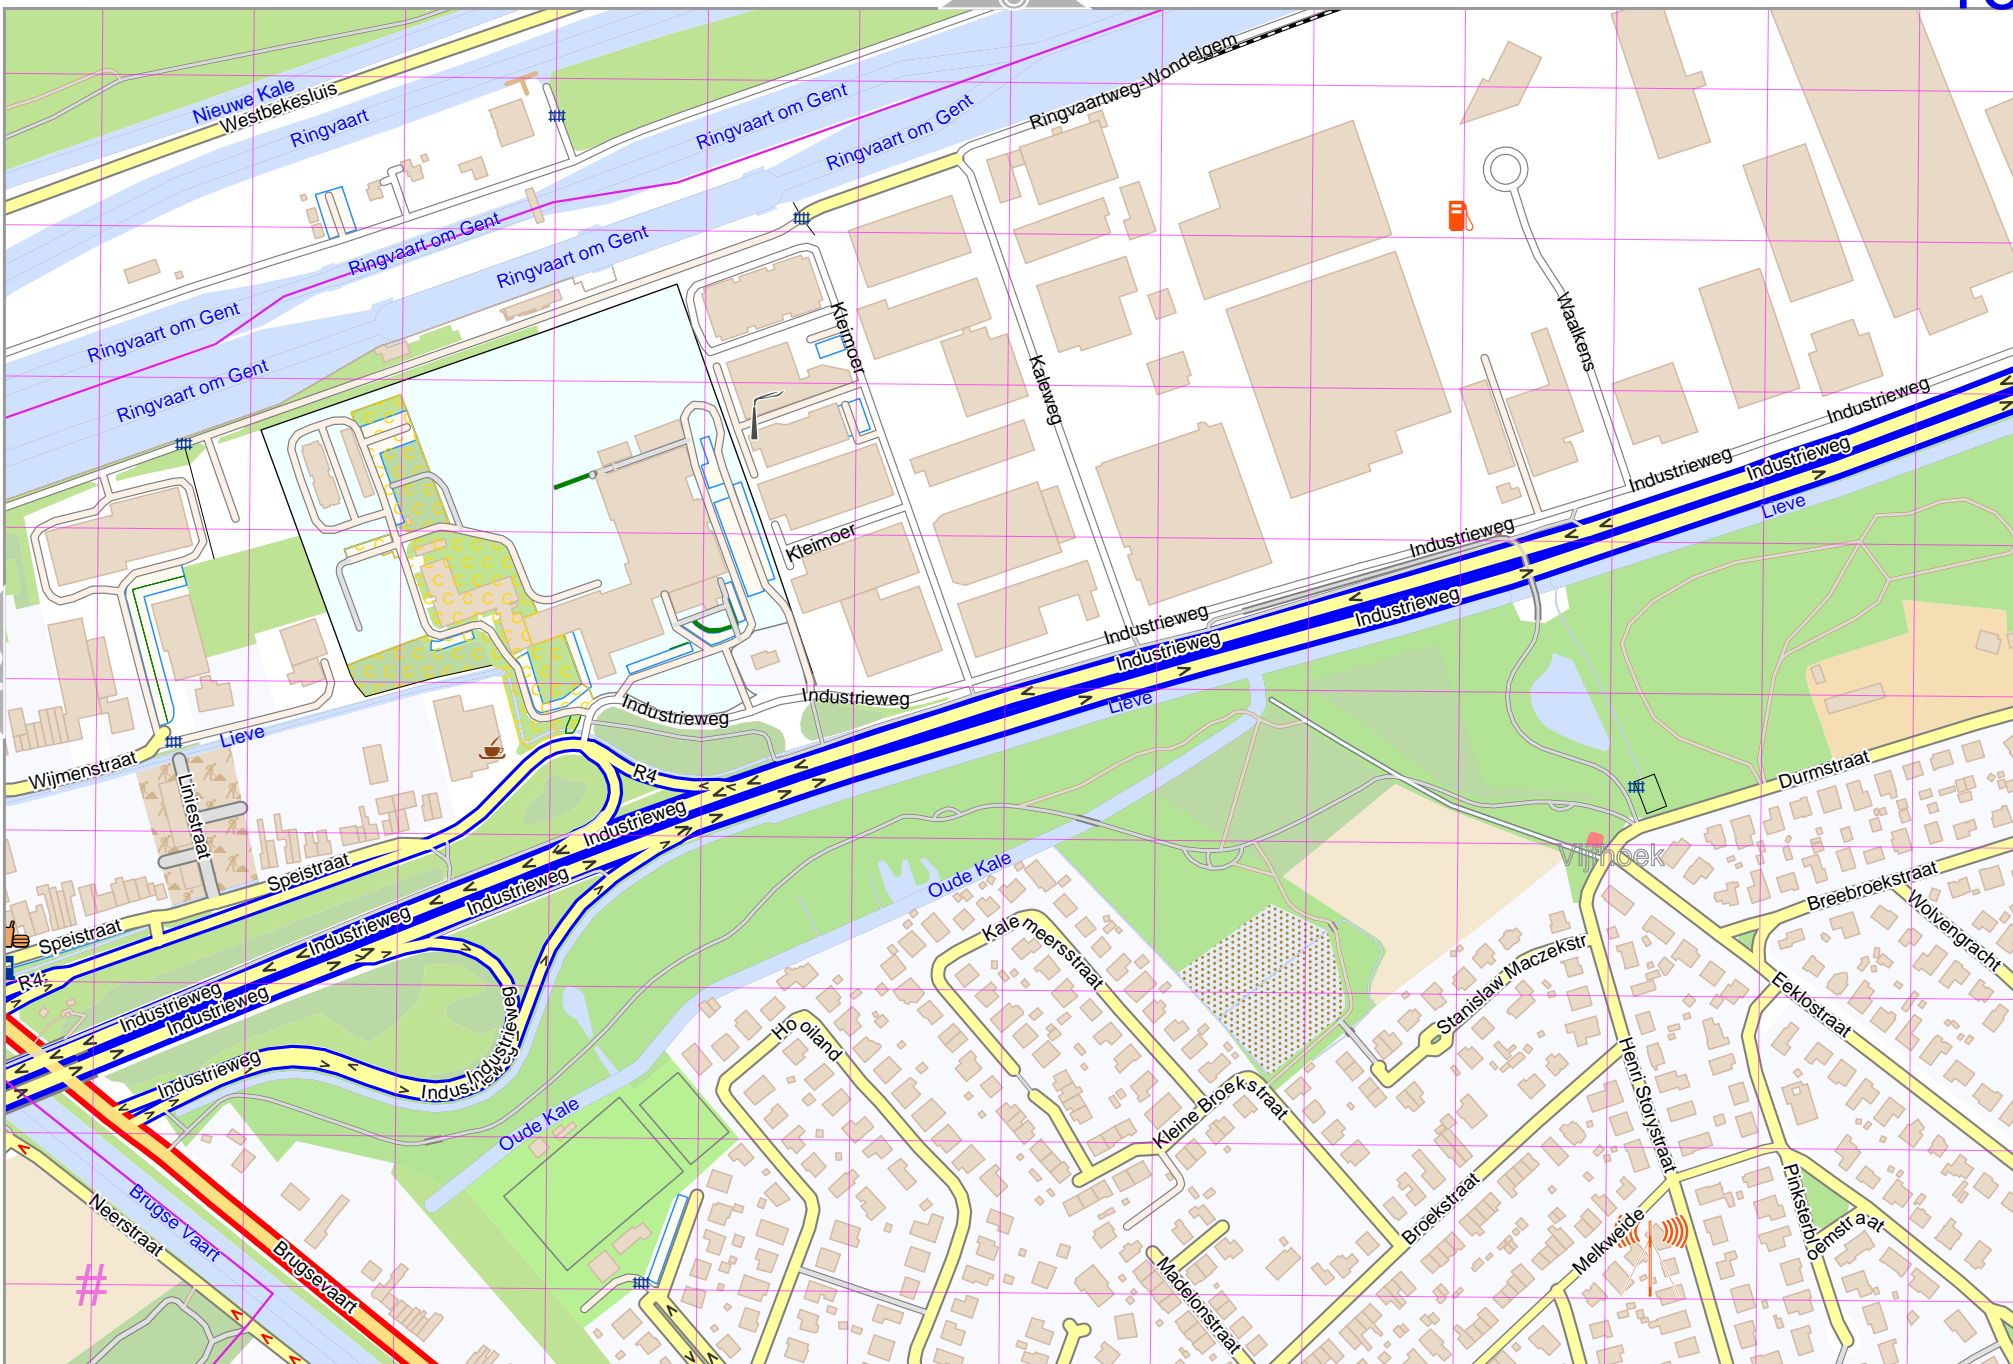 Nieuwe Kale
Westbekesluis
Ringvaart
Ringvaart om Gent
Ringvaart om Gent
Ringvaartweg-Wondelgem
Ringvaart om Gent
Ringvaart om Gent
Ringvaart om Gent
Ringvaart om Gent
Kleimoer
Kaleweg
Waalkens
Industrieweg
Industrieweg
Industrieweg
Lieve
Kleimoer
Industrieweg
Industrieweg
Industrieweg
Industrieweg
Lieve
Industrieweg
Industrieweg
Lieve
Wijmenstraat
Liniestraat
R4
Durmstraat
Industrieweg
Vijfhoek
Speistraat
Industrieweg
Oude Kale
Breebroekstraat
Wolvengracht
Speistraat
Industrieweg
Kale meersstraat
Stanislaw Maczekstr
R4
Industrieweg
Industrieweg
Eeklostraat
Hooiland
Industrieweg
Industrieweg
Industrieweg
Henri Storystraat
Oude Kale
Kleine Broekstraat
Brugse Vaart
Neerstraat
Brugsevaart
Broekstraat
Melkweide
Pinksterbloemstraat
Madelonstraat
#